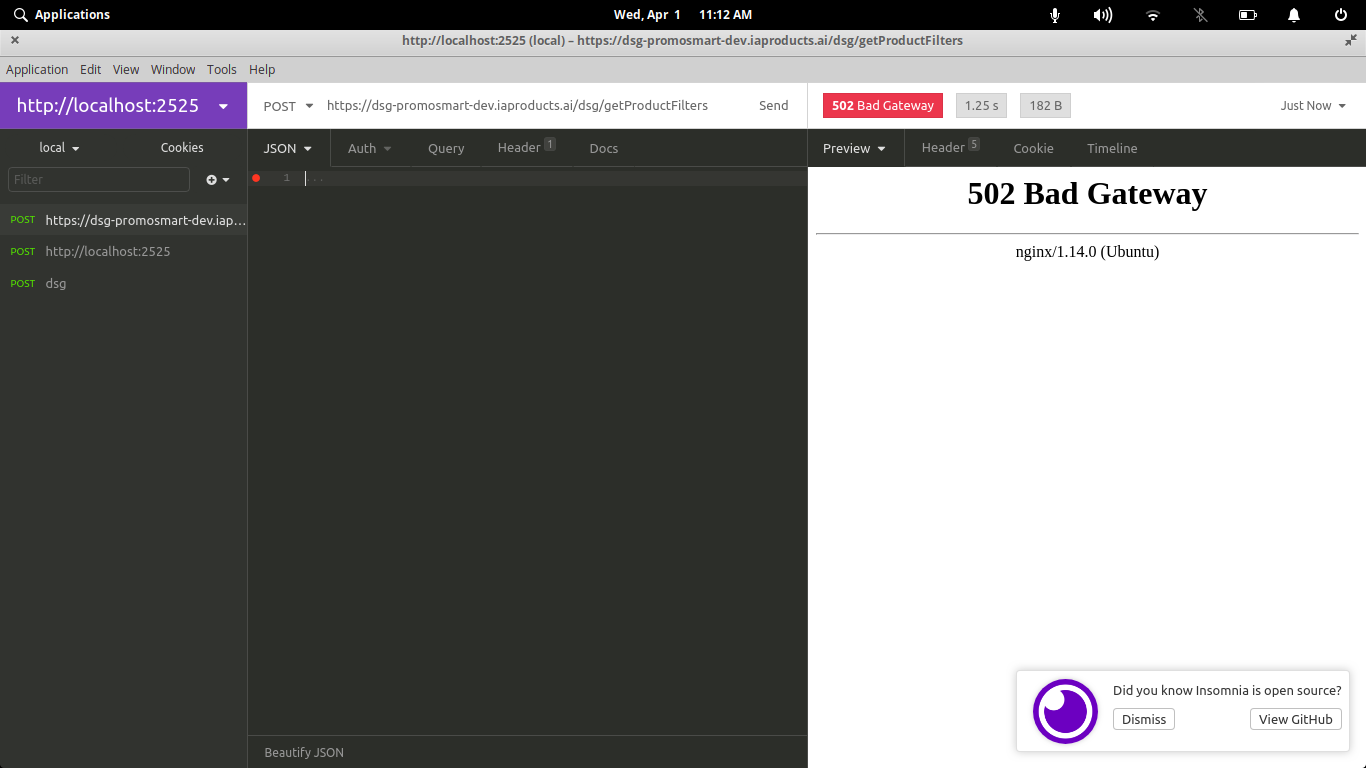 Applications
Wed, Apr 1 11:12 AM
http://localhost:2525 (local) – https://dsg-promosmart-dev.iaproducts.ai/dsg/getProductFilters
Application Edit View Window Tools Help
http://localhost:2525
POST https://dsg-promosmart-dev.iaproducts.ai/dsg/getProductFilters Send
502 Bad Gateway 1.25 s 182 B Just Now
local Cookies
JSON Auth Query Header 1 Docs
Preview Header 5 Cookie Timeline
Filter
1 ...
POST https://dsg-promosmart-dev.iap...
POST http://localhost:2525
POST dsg
502 Bad Gateway
nginx/1.14.0 (Ubuntu)
Did you know Insomnia is open source?
Dismiss View GitHub
Beautify JSON